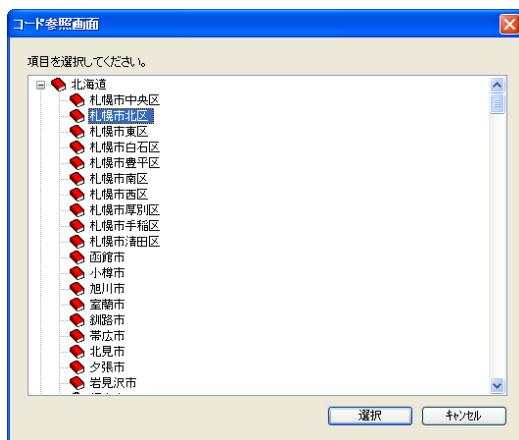 コード参照画面
項目を選択してください。
北海道
札幌市中央区
札幌市北区
札幌市東区
札幌市白石区
札幌市豊平区
札幌市南区
札幌市西区
札幌市厚別区
札幌市手稲区
札幌市清田区
函館市
小樽市
旭川市
室蘭市
釧路市
帯広市
北見市
夕張市
岩見沢市
選択
キャンセル